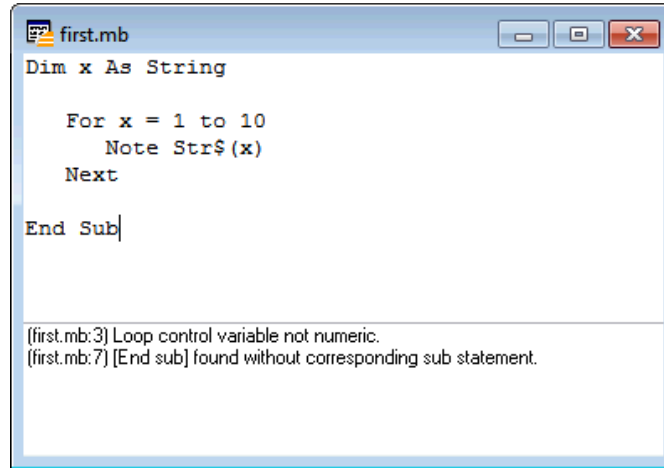 first.mb
Dim x As String
For x = 1 to 10
Note Str$(x)
Next
End Sub
(first.mb:3) Loop control variable not numeric.
(first.mb:7) [End sub] found without corresponding sub statement.